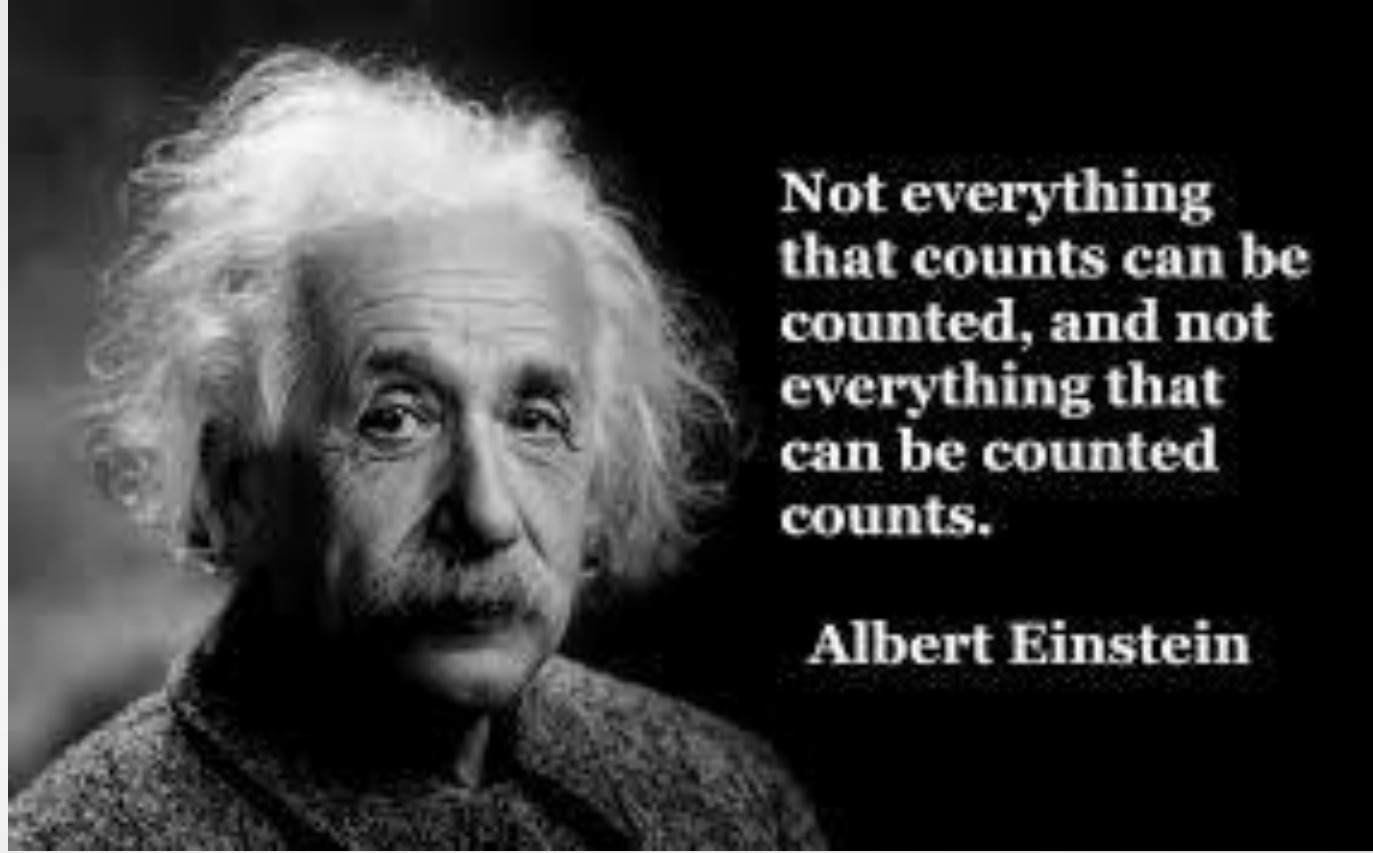 Not everything
that counts can be
counted, and not
everything that
can be counted
counts.
Albert Einstein